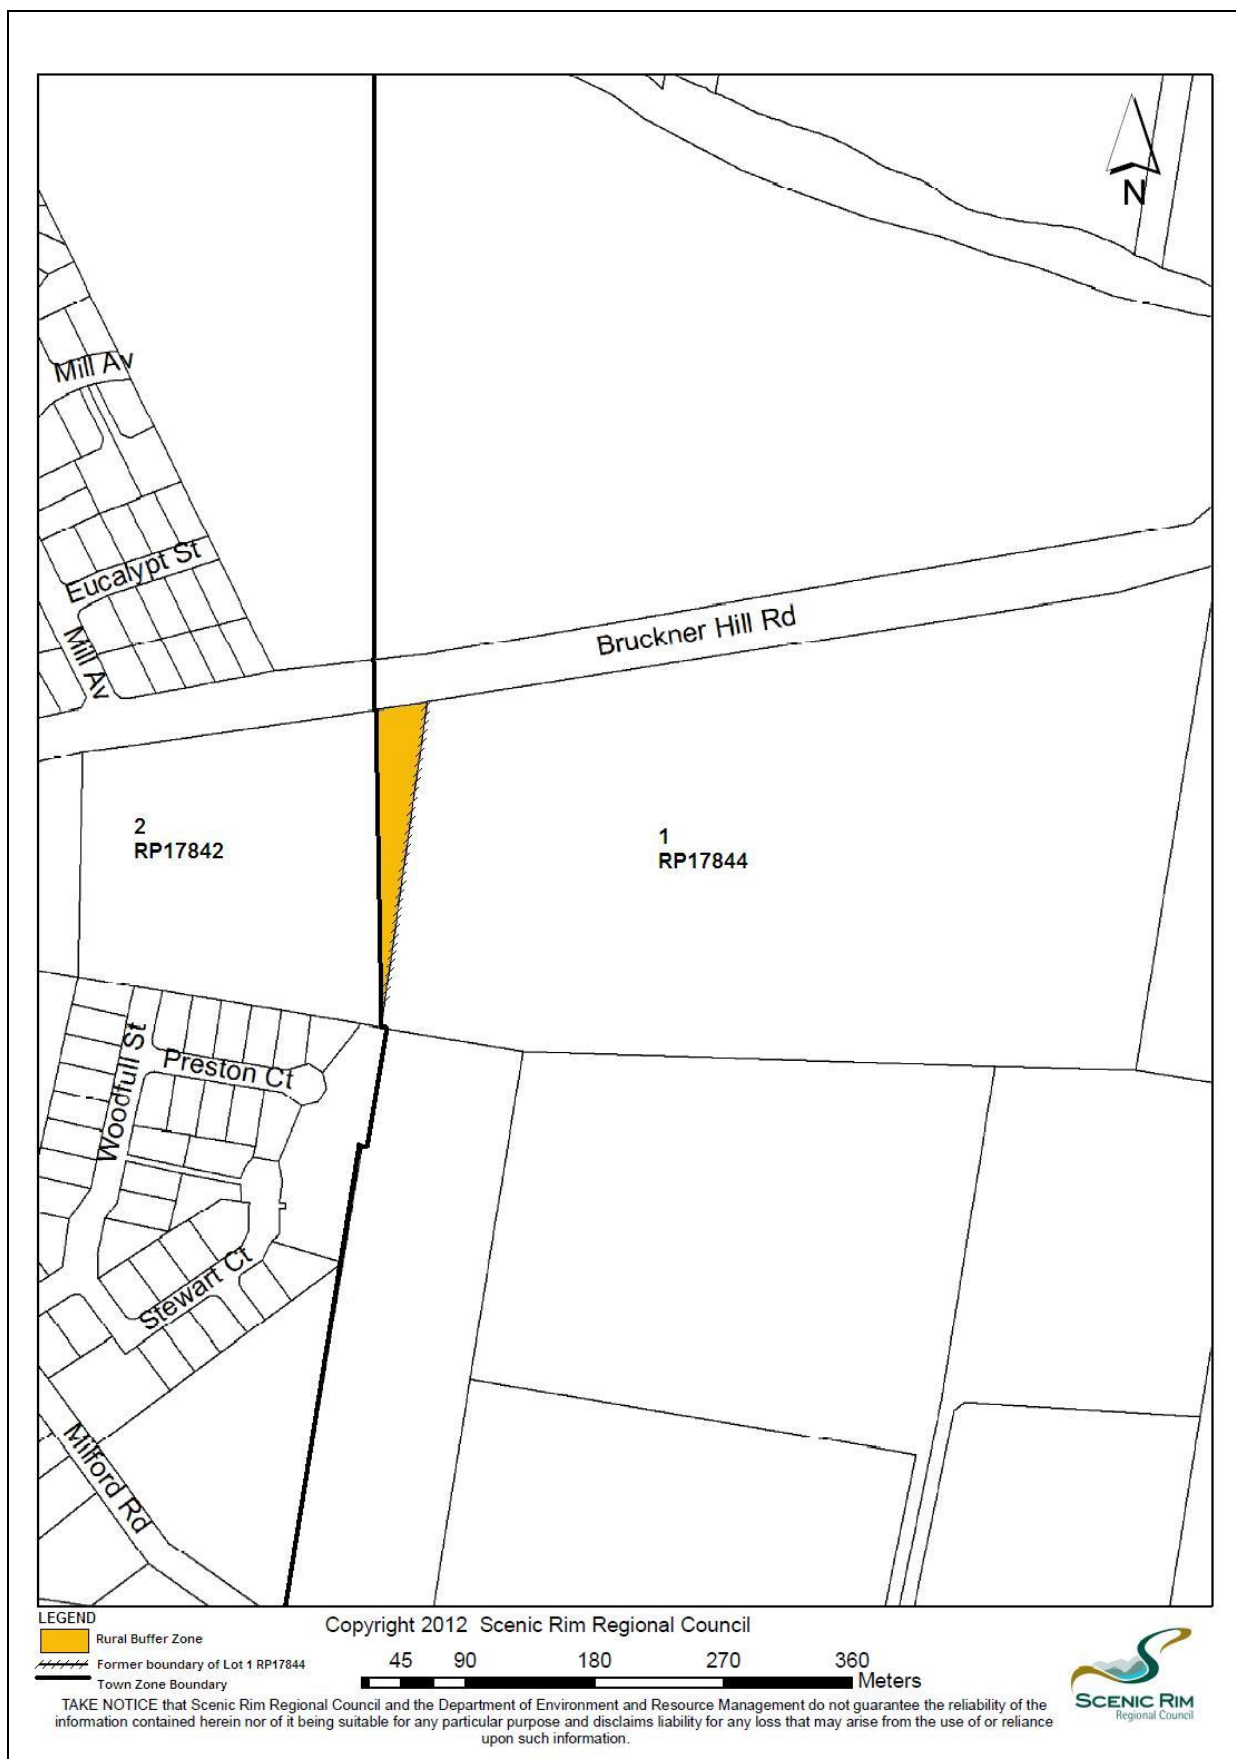 N
Mill Av
Eucalypt St
Mill Av
Bruckner Hill Rd
2
RP17842
1
RP17844
Woodfull St
Preston Ct
Stewart Ct
Milford Rd
LEGEND
Rural Buffer Zone
Former boundary of Lot 1 RP17844
Town Zone Boundary
Copyright 2012 Scenic Rim Regional Council
45 90 180 270 360
Meters
SCENIC RIM
Regional Council
TAKE NOTICE that Scenic Rim Regional Council and the Department of Environment and Resource Management do not guarantee the reliability of the
information contained herein nor of it being suitable for any particular purpose and disclaims liability for any loss that may arise from the use of or reliance
upon such information.